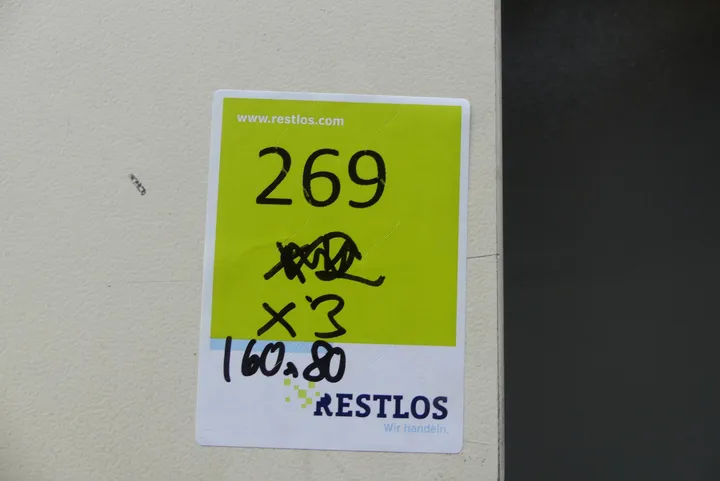 www.restlos.com
269
x 3
160x80
RESTLOS
Wir handeln.